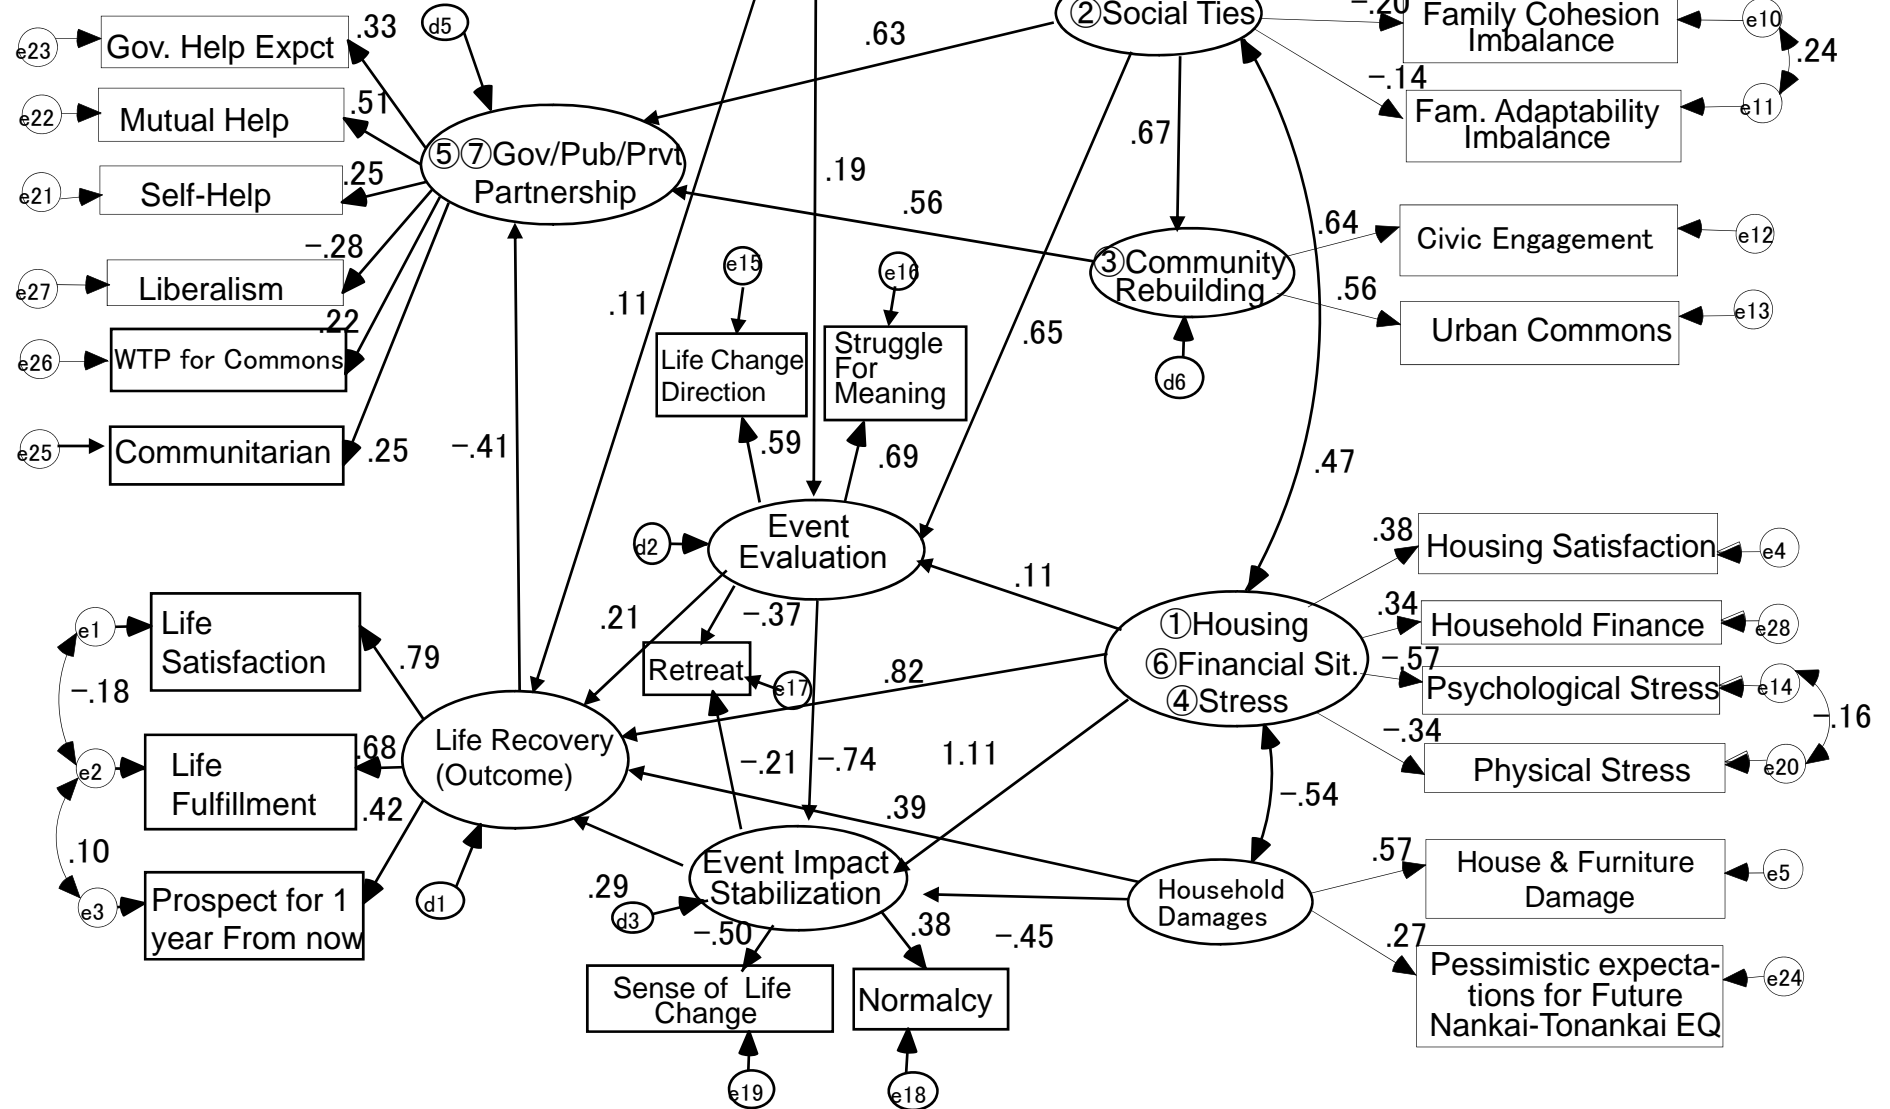 e23
Gov. Help Expct
.33
d5
.63
②Social Ties
−.20
Family Cohesion
Imbalance
e10
.24
e22
Mutual Help
.51
−.14
Fam. Adaptability
Imbalance
e11
⑤⑦Gov/Pub/Prvt
Partnership
.67
.19
e21
Self-Help
.25
.56
.64
Civic Engagement
e12
−.28
e27
Liberalism
e15
e16
③Community
Rebuilding
.11
.56
.22
Urban Commons
e13
e26
WTP for Commons
Life Change
Direction
Struggle
For
Meaning
.65
d6
e25
Communitarian
.25
−.41
.59
.69
.47
d2
Event
Evaluation
.38
Housing Satisfaction
e4
.11
e1
Life
Satisfaction
.79
.21
−.37
①Housing
⑥Financial Sit.
④Stress
.34
Household Finance
e28
−.18
Retreat
e17
.82
−.57
Psychological Stress
e14
−.16
e2
Life
Fulfillment
.68
Life Recovery
(Outcome)
−.21
−.74
1.11
−.34
Physical Stress
e20
.42
.39
−.54
.10
e3
Prospect for 1
year From now
d1
.29
d3
Event Impact
Stabilization
Household
Damages
.57
House & Furniture
Damage
e5
−.50
.38
−.45
.27
Sense of Life
Change
Normalcy
Pessimistic expecta-
tions for Future
Nankai-Tonankai EQ
e24
e19
e18